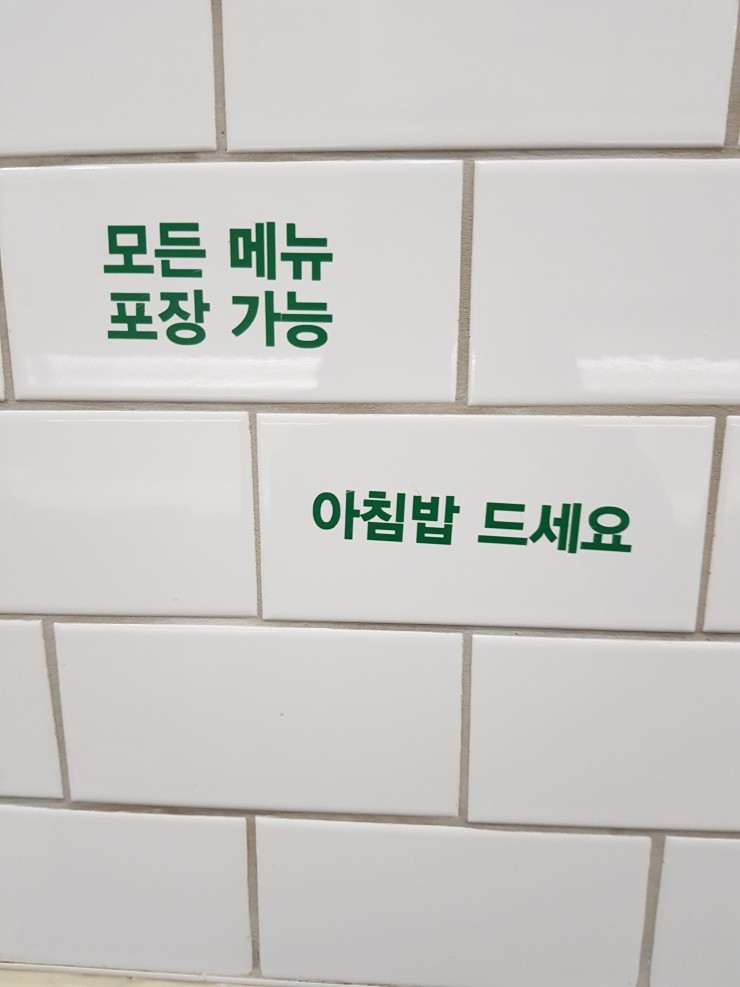 모든 메뉴
포장 가능
아침밥 드세요